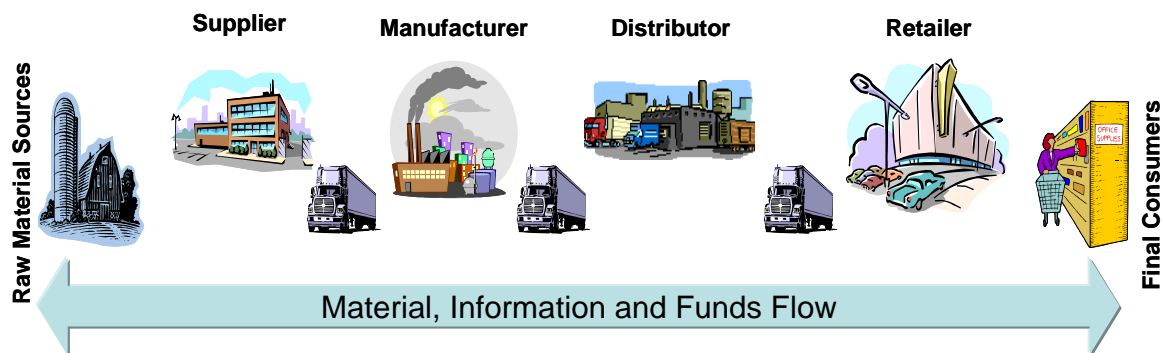 Supplier
Manufacturer
Distributor
Retailer
Raw Material Sources
OFFICE
SUPPLIES
Final Consumers
Material, Information and Funds Flow